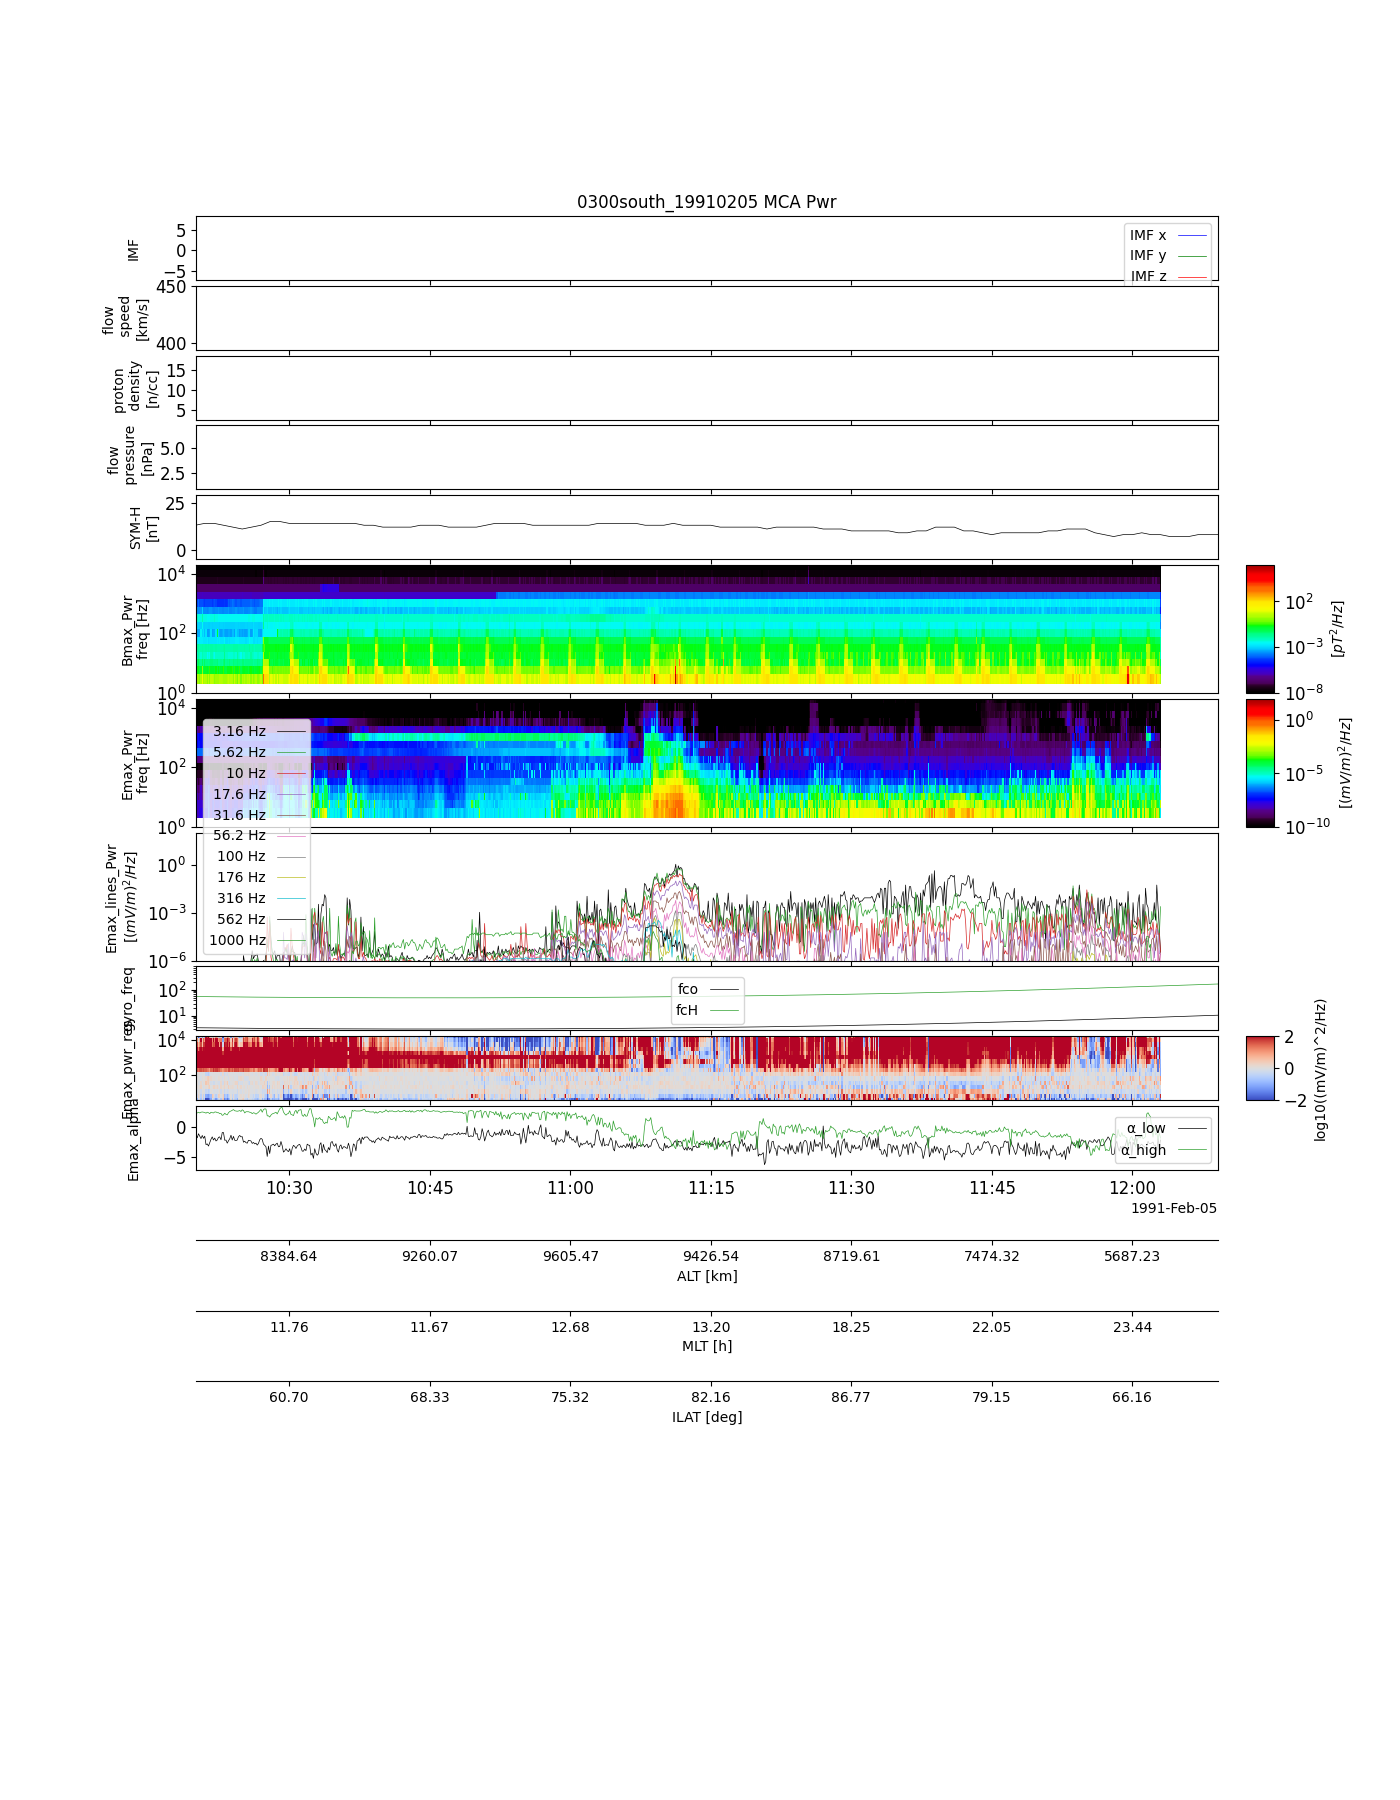 0300south_19910205 MCA Pwr
IMF
5
0
−5
IMF x
IMF y
IMF z
flow
speed
[km/s]
450
400
proton
density
[n/cc]
15
10
5
flow
pressure
[nPa]
5.0
2.5
SYM-H
[nT]
25
0
Bmax_Pwr
freq [Hz]
10^4
10^2
10^0
10^2
10^−3
10^−8
[pT^2/Hz]
Emax_Pwr
freq [Hz]
10^4
10^2
10^0
10^0
10^−5
10^−10
[(mV/m)^2/Hz]
3.16 Hz
5.62 Hz
10 Hz
17.6 Hz
31.6 Hz
56.2 Hz
100 Hz
176 Hz
316 Hz
562 Hz
1000 Hz
Emax_lines_Pwr
[(mV/m)^2/Hz]
10^0
10^−3
10^−6
gyro_freq
10^2
10^1
fco
fcH
Emax_pwr_reg
10^4
10^2
2
0
−2
log10((mV/m)^2/Hz)
Emax_alpha
0
−5
α_low
α_high
10:30 10:45 11:00 11:15 11:30 11:45 12:00
1991-Feb-05
8384.64 9260.07 9605.47 9426.54 8719.61 7474.32 5687.23
ALT [km]
11.76 11.67 12.68 13.20 18.25 22.05 23.44
MLT [h]
60.70 68.33 75.32 82.16 86.77 79.15 66.16
ILAT [deg]